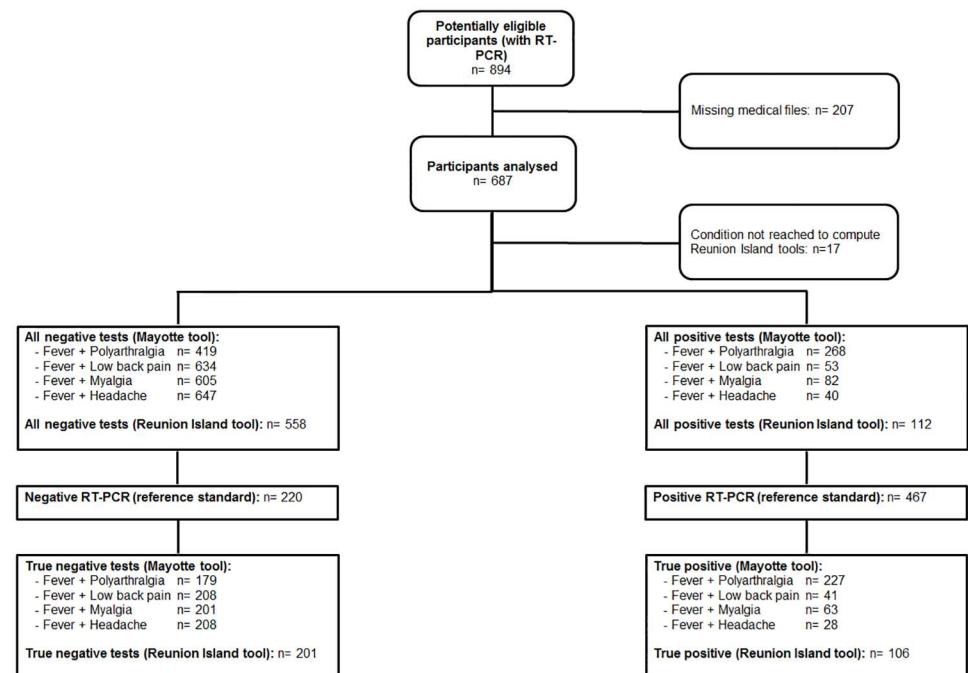 Potentially eligible
participants (with RT-
PCR)
n= 894
Missing medical files: n= 207
Participants analysed
n= 687
Condition not reached to compute
Reunion Island tools: n=17
All negative tests (Mayotte tool):
- Fever + Polyarthralgia n= 419
- Fever + Low back pain n= 634
- Fever + Myalgia n= 605
- Fever + Headache n= 647
All negative tests (Reunion Island tool): n= 558
All positive tests (Mayotte tool):
- Fever + Polyarthralgia n= 268
- Fever + Low back pain n= 53
- Fever + Myalgia n= 82
- Fever + Headache n= 40
All positive tests (Reunion Island tool): n= 112
Negative RT-PCR (reference standard): n= 220
Positive RT-PCR (reference standard): n= 467
True negative tests (Mayotte tool):
- Fever + Polyarthralgia n= 179
- Fever + Low back pain n= 208
- Fever + Myalgia n= 201
- Fever + Headache n= 208
True negative tests (Reunion Island tool): n= 201
True positive (Mayotte tool):
- Fever + Polyarthralgia n= 227
- Fever + Low back pain n= 41
- Fever + Myalgia n= 63
- Fever + Headache n= 28
True positive (Reunion Island tool): n= 106